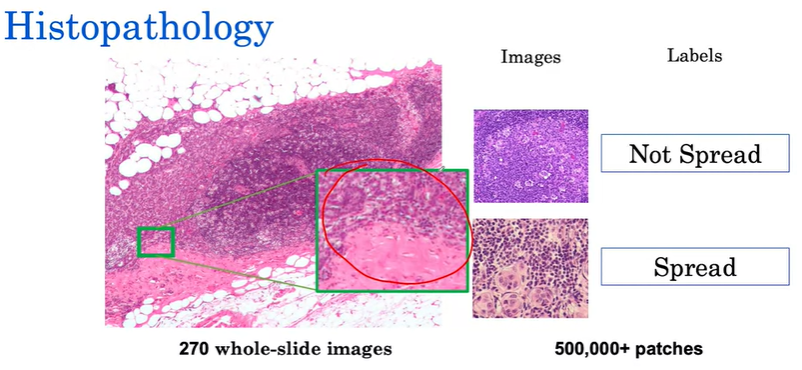 Histopathology
Images
Labels
Not Spread
Spread
270 whole-slide images
500,000+ patches